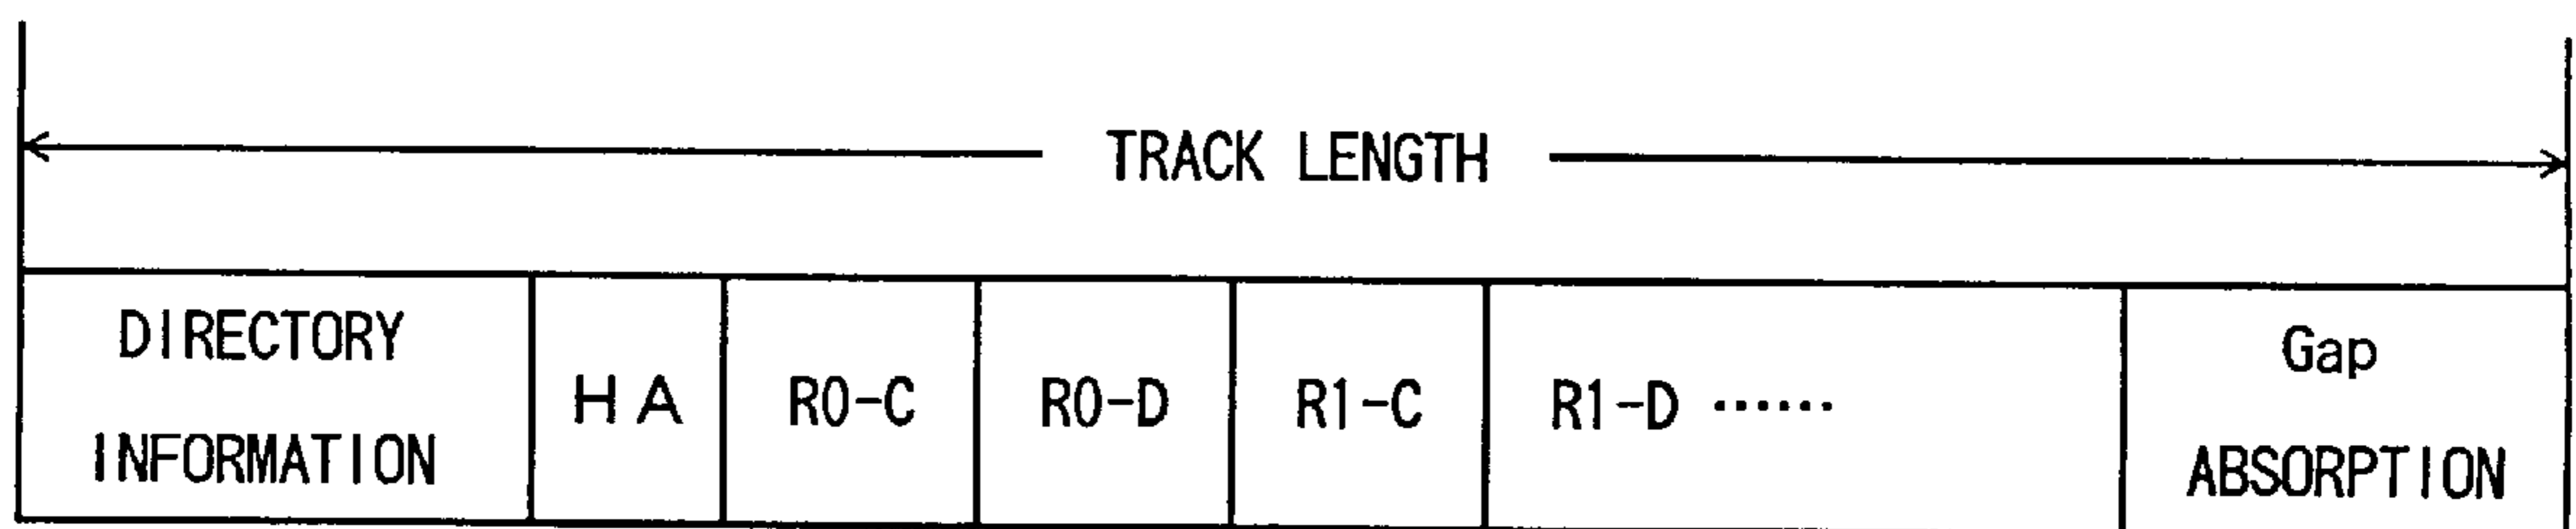 TRACK LENGTH
DIRECTORY
INFORMATION
HA
R0-C
R0-D
R1-C
R1-D ······
Gap
ABSORPTION